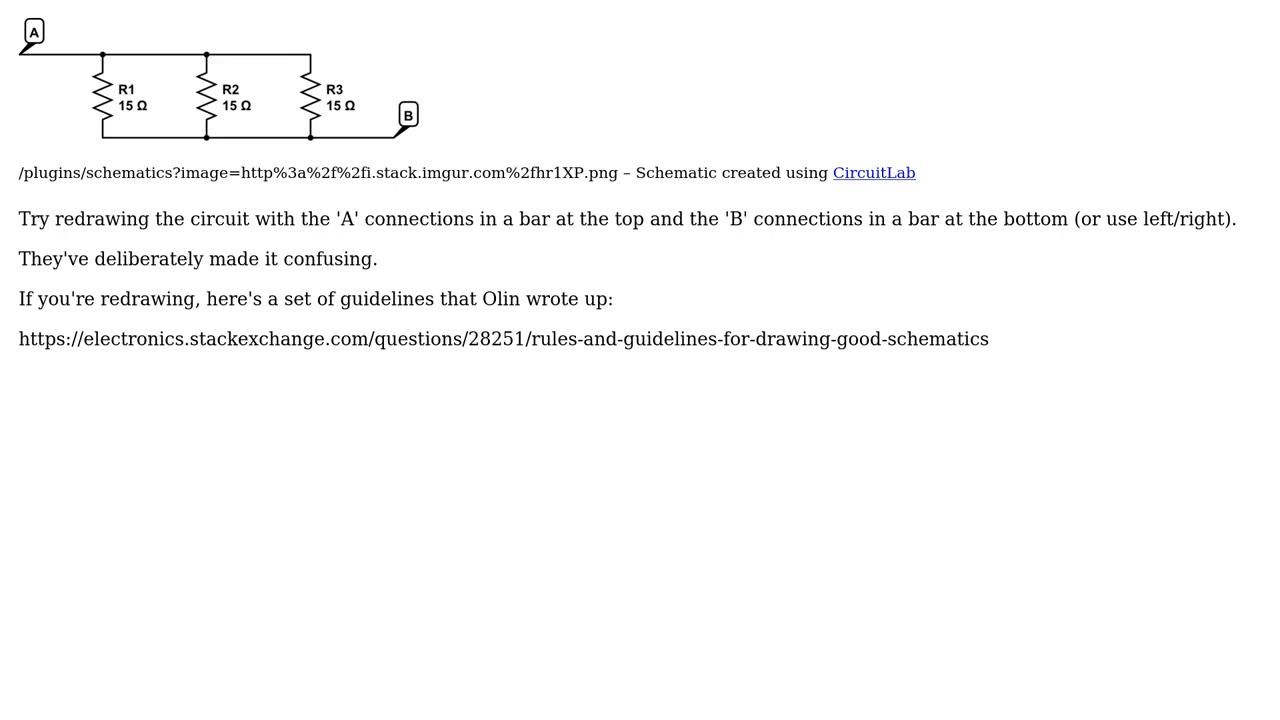 A
R1
15 Ω
R2
15 Ω
R3
15 Ω
B
/plugins/schematics?image=http%3a%2f%2fi.stack.imgur.com%2fhr1XP.png – Schematic created using CircuitLab
Try redrawing the circuit with the 'A' connections in a bar at the top and the 'B' connections in a bar at the bottom (or use left/right).
They've deliberately made it confusing.
If you're redrawing, here's a set of guidelines that Olin wrote up:
https://electronics.stackexchange.com/questions/28251/rules-and-guidelines-for-drawing-good-schematics